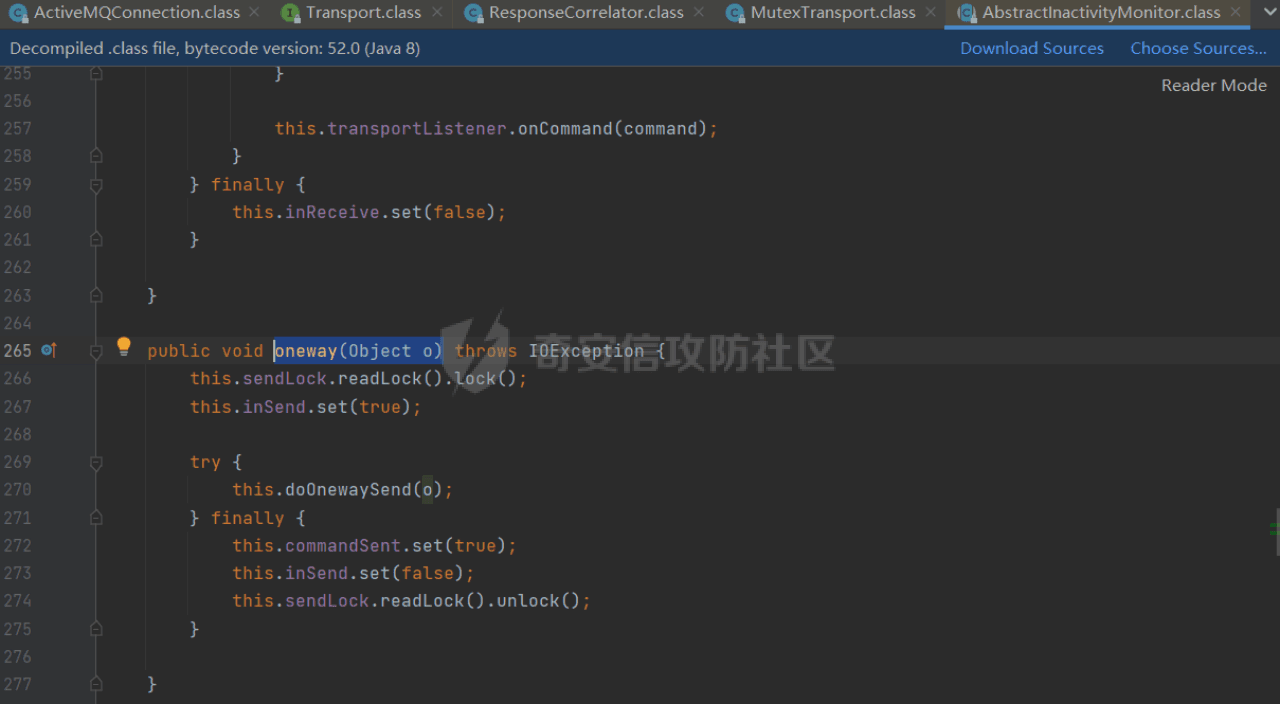 ActiveMQConnection.class Transport.class ResponseCorrelator.class MutexTransport.class AbstractInactivityMonitor.class
Decompiled .class file, bytecode version: 52.0 (Java 8) Download Sources Choose Sources...
Reader Mode
255 }
256
257 this.transportListener.onCommand(command);
258 }
259 } finally {
260 this.inReceive.set(false);
261 }
262
263 }
264
265 public void oneway(Object o) throws IOException {
奇安信攻防社区
266 this.sendLock.readLock().lock();
267 this.inSend.set(true);
268
269 try {
270 this.doOnewaySend(o);
271 } finally {
272 this.commandSent.set(true);
273 this.inSend.set(false);
274 this.sendLock.readLock().unlock();
275 }
276
277 }